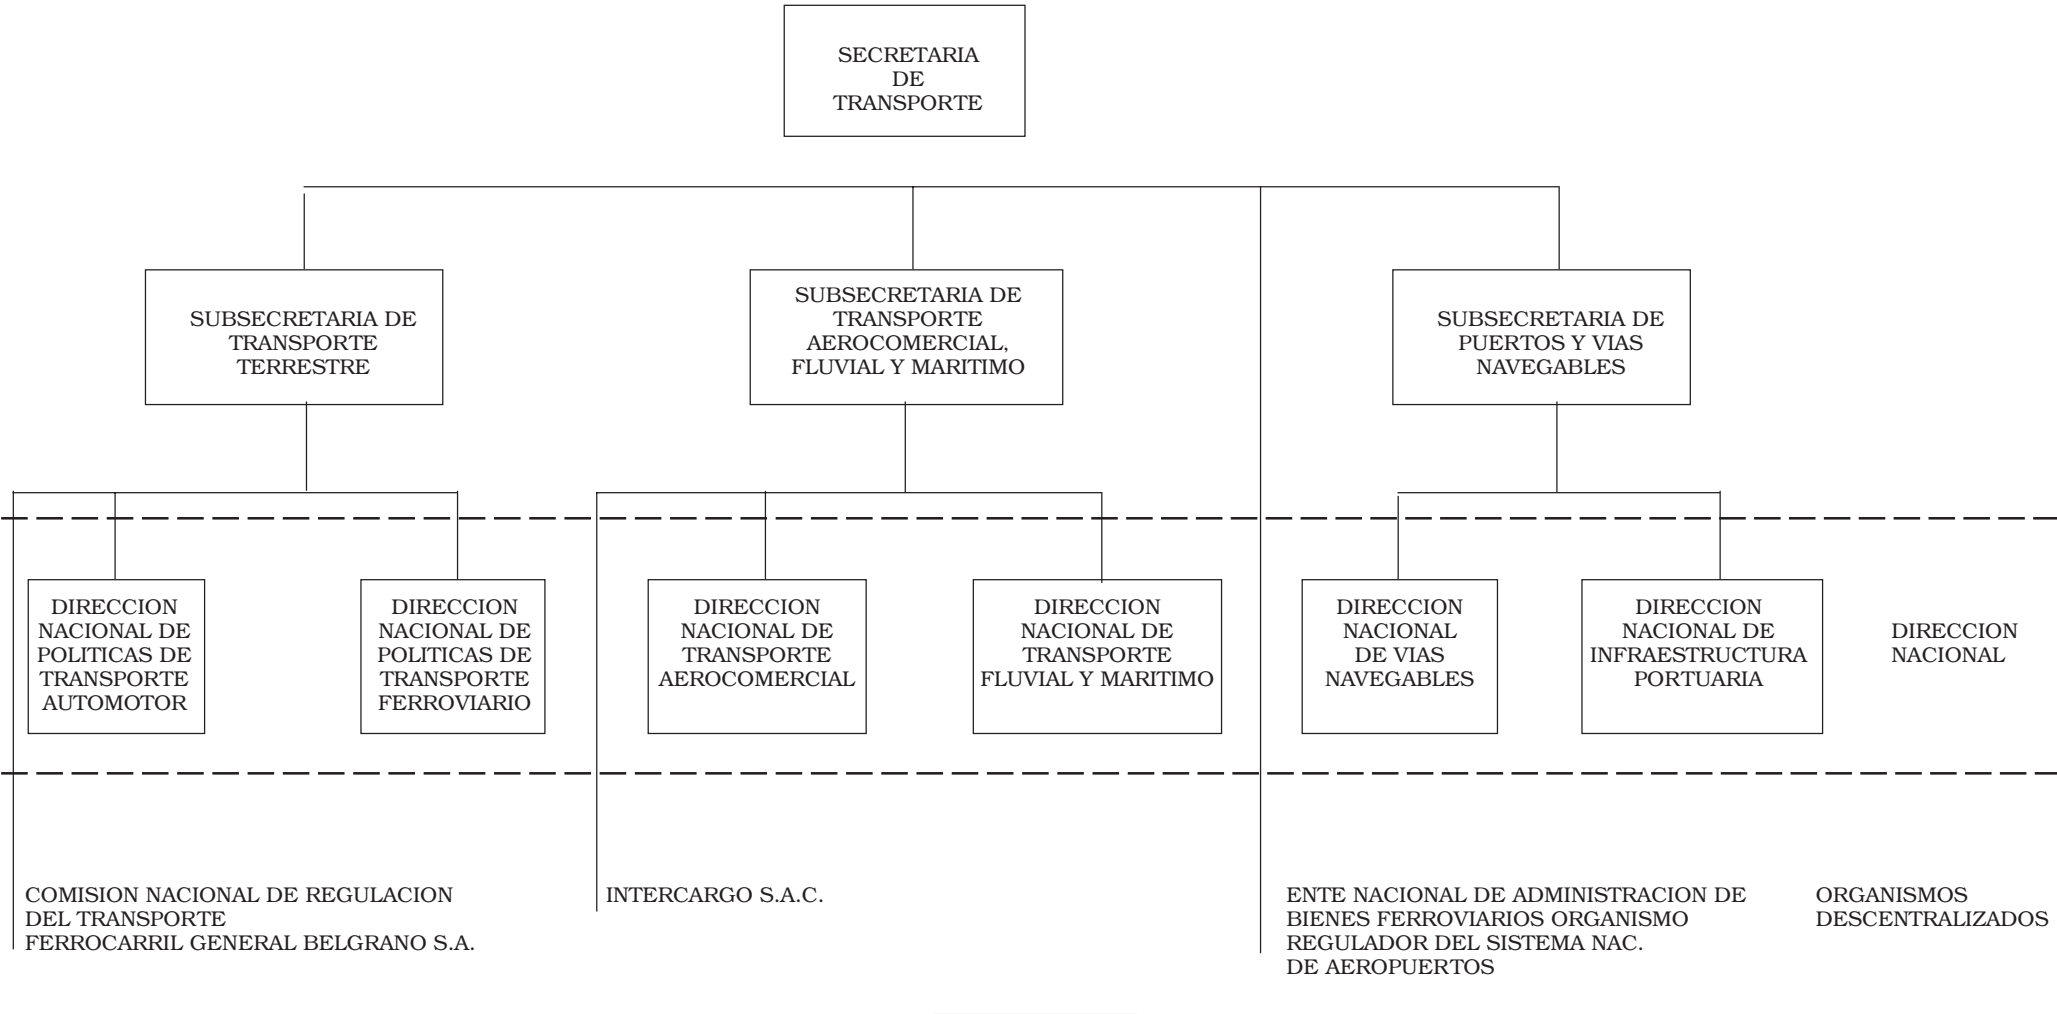 SECRETARIA
DE
TRANSPORTE
SUBSECRETARIA DE
TRANSPORTE
TERRESTRE
SUBSECRETARIA DE
TRANSPORTE
AEROCOMERCIAL,
FLUVIAL Y MARITIMO
SUBSECRETARIA DE
PUERTOS Y VIAS
NAVEGABLES
DIRECCION
NACIONAL DE
POLITICAS DE
TRANSPORTE
AUTOMOTOR
DIRECCION
NACIONAL DE
POLITICAS DE
TRANSPORTE
FERROVIARIO
DIRECCION
NACIONAL DE
TRANSPORTE
AEROCOMERCIAL
DIRECCION
NACIONAL DE
TRANSPORTE
FLUVIAL Y MARITIMO
DIRECCION
NACIONAL
DE VIAS
NAVEGABLES
DIRECCION
NACIONAL DE
INFRAESTRUCTURA
PORTUARIA
DIRECCION
NACIONAL
COMISION NACIONAL DE REGULACION
DEL TRANSPORTE
FERROCARRIL GENERAL BELGRANO S.A.
INTERCARGO S.A.C.
ENTE NACIONAL DE ADMINISTRACION DE
BIENES FERROVIARIOS ORGANISMO
REGULADOR DEL SISTEMA NAC.
DE AEROPUERTOS
ORGANISMOS
DESCENTRALIZADOS